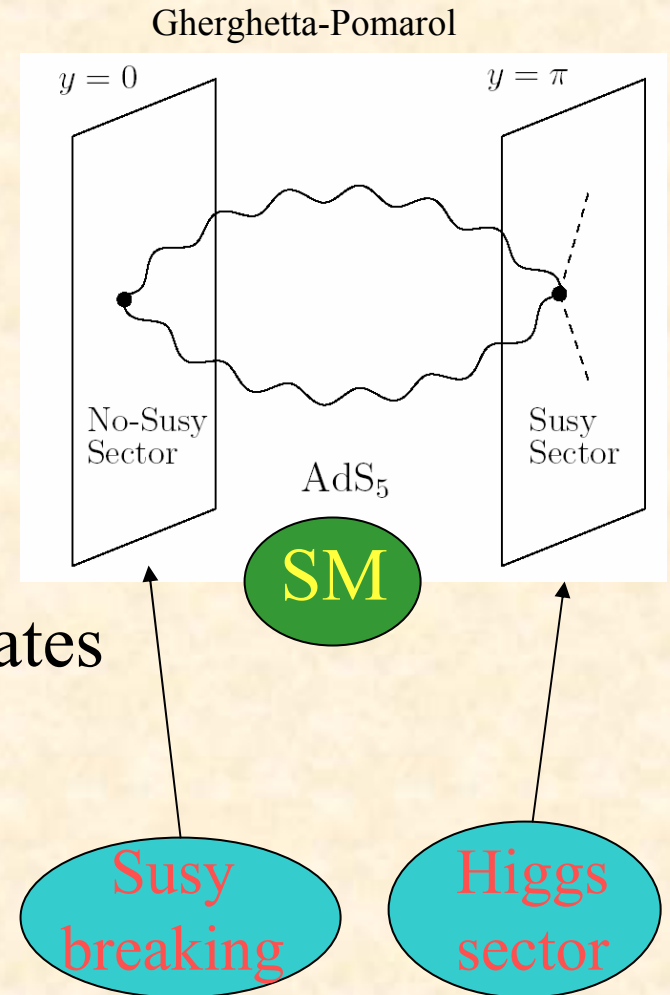 Gherghetta-Pomarol
y = 0
y = π
No-Susy
Sector
Susy
Sector
AdS₅
SM
ates
Susy
breaking
Higgs
sector